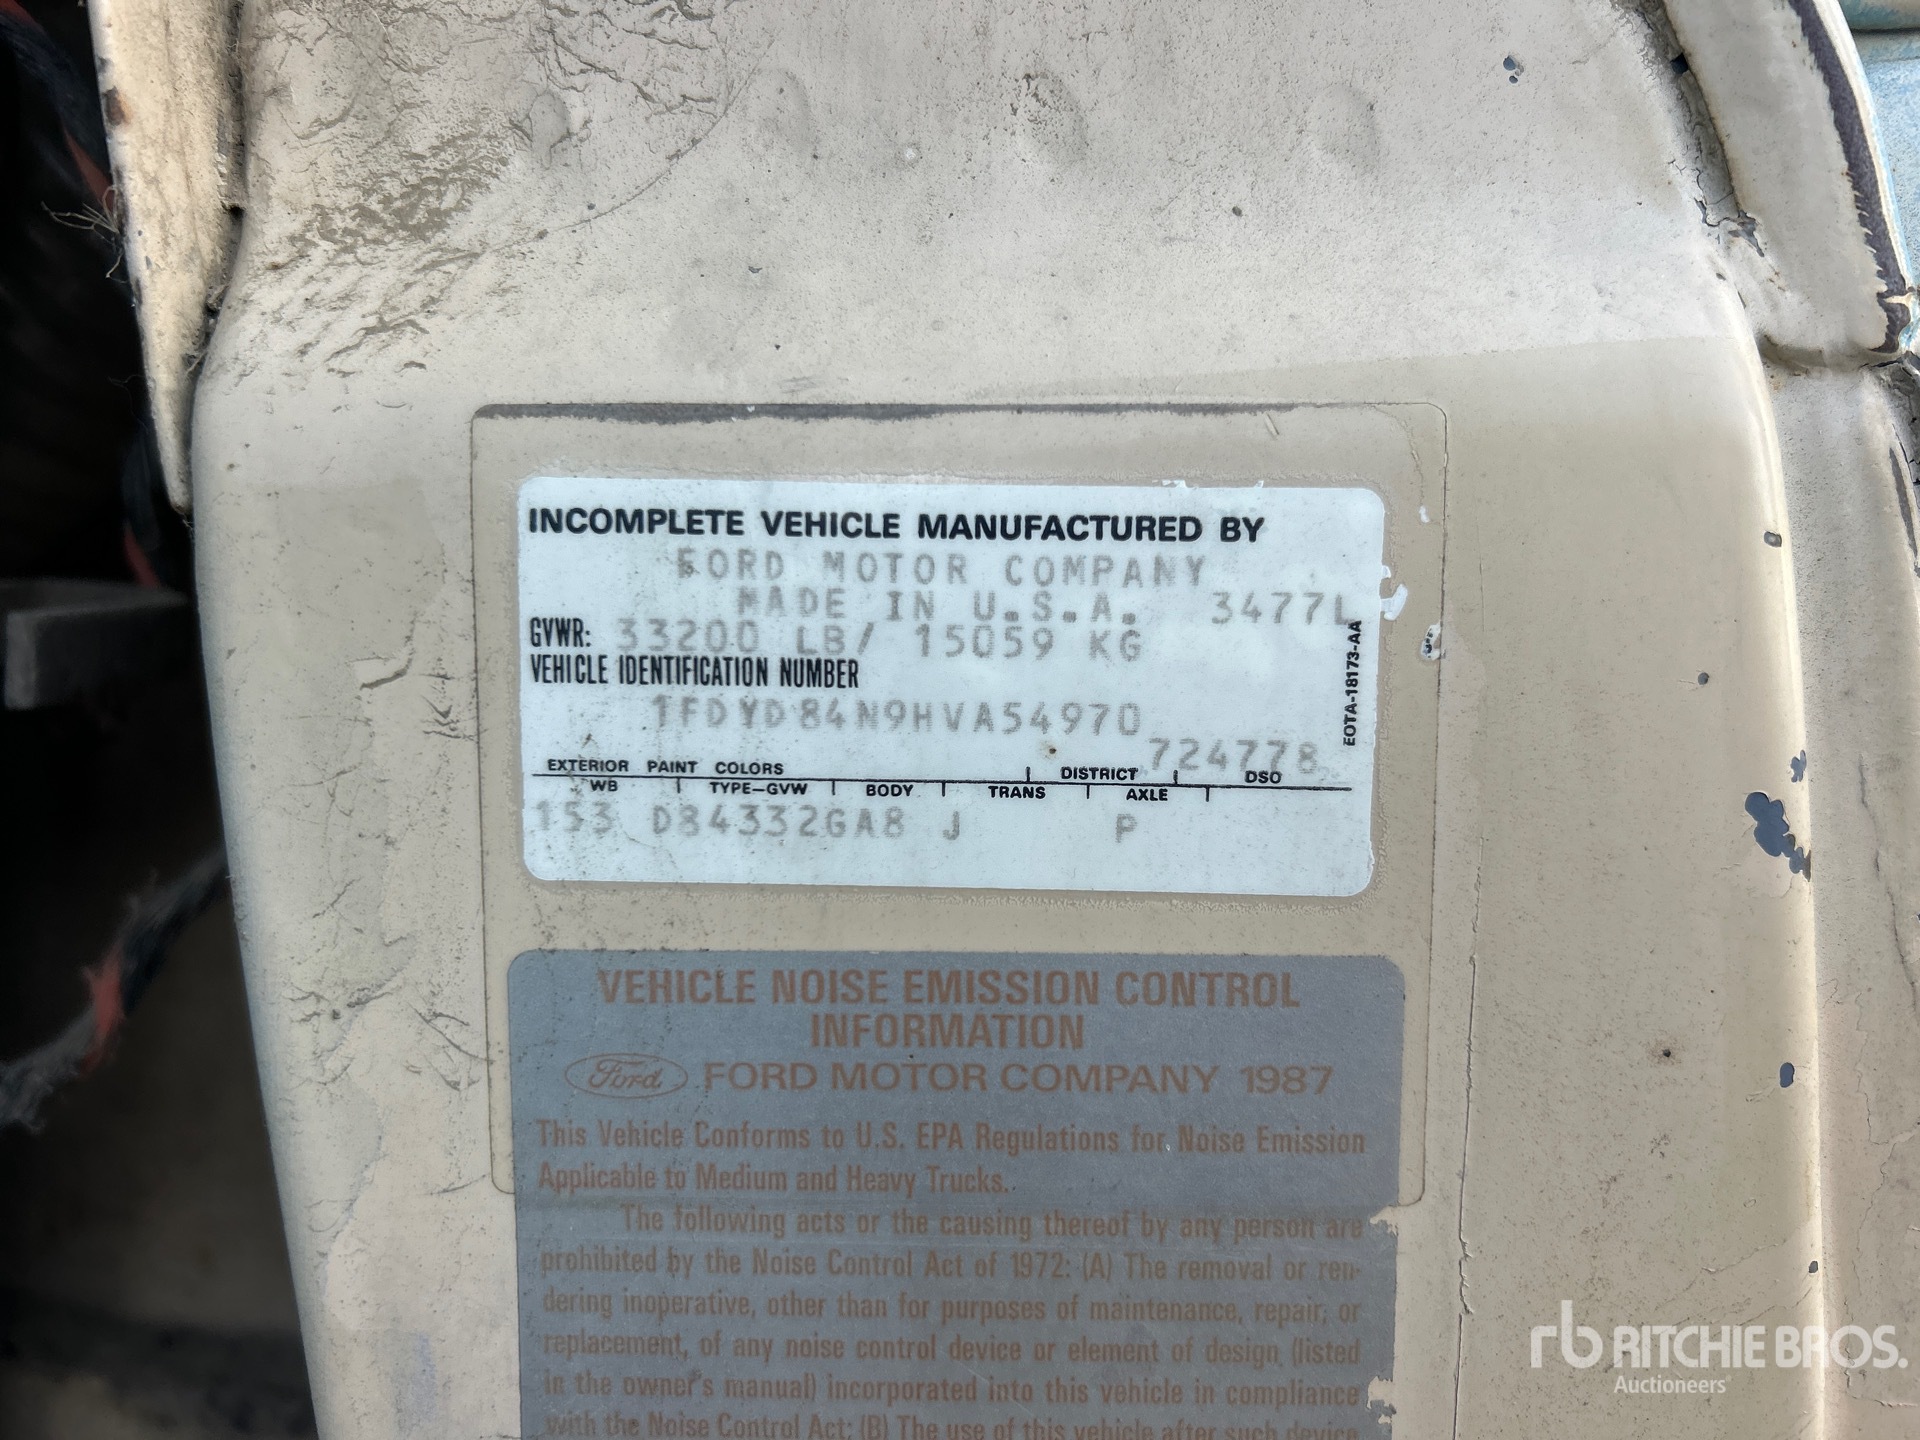 INCOMPLETE VEHICLE MANUFACTURED BY
FORD MOTOR COMPANY
MADE IN U.S.A. 3477L
GVWR: 33200 LB/ 15059 KG
VEHICLE IDENTIFICATION NUMBER
1FDYD84N9HVA54970
724778
EXTERIOR PAINT COLORS DISTRICT DSO
WB TYPE-GVW BODY TRANS AXLE
153 D84332GA8 J P
EOTA-18173-AA
VEHICLE NOISE EMISSION CONTROL
INFORMATION
Ford FORD MOTOR COMPANY 1987
This Vehicle Conforms to U.S. EPA Regulations for Noise Emission
Applicable to Medium and Heavy Trucks.
The following acts or the causing thereof by any person are
prohibited by the Noise Control Act of 1972: (A) The removal or ren-
dering inoperative, other than for purposes of maintenance, repair, or
replacement, of any noise control device or element of design (listed
in the owner's manual) incorporated into this vehicle in compliance
with the Noise Control Act; (B) The use of this vehicle after such device
rb RITCHIE BROS.
Auctioneers